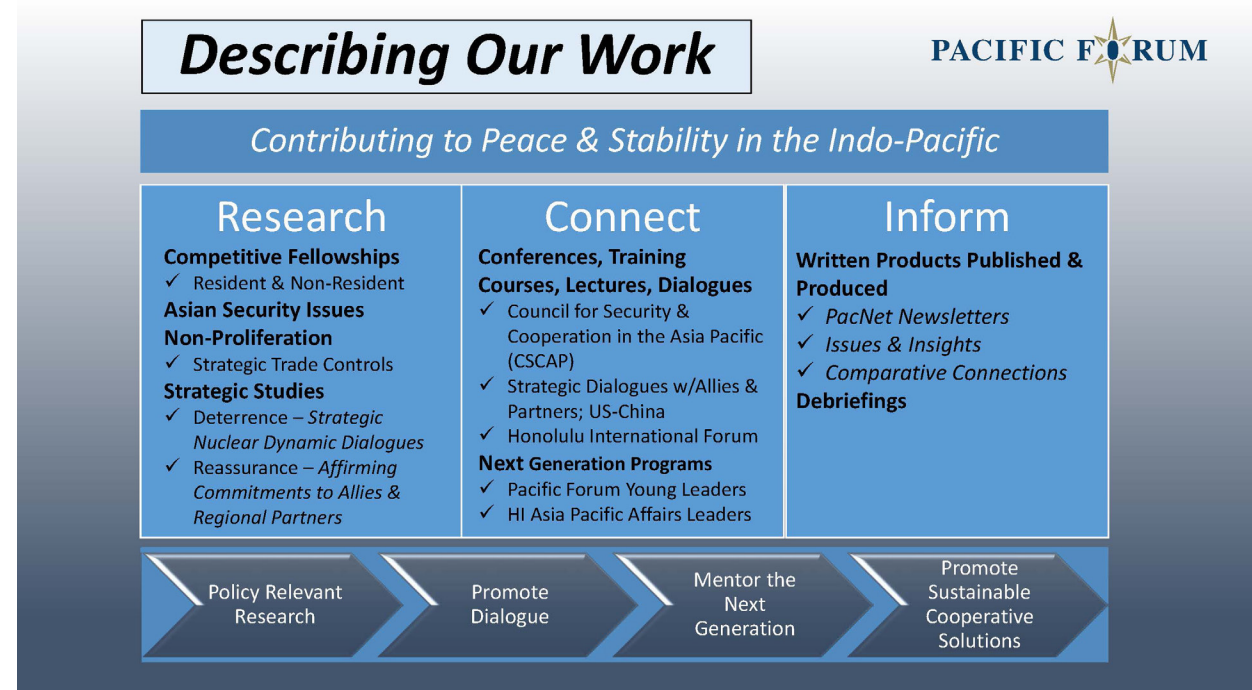 Describing Our Work
PACIFIC FORUM
Contributing to Peace & Stability in the Indo-Pacific
Research
Competitive Fellowships
✓ Resident & Non-Resident
Asian Security Issues
Non-Proliferation
✓ Strategic Trade Controls
Strategic Studies
✓ Deterrence – Strategic
Nuclear Dynamic Dialogues
✓ Reassurance – Affirming
Commitments to Allies &
Regional Partners
Connect
Conferences, Training
Courses, Lectures, Dialogues
✓ Council for Security &
Cooperation in the Asia Pacific
(CSCAP)
✓ Strategic Dialogues w/Allies &
Partners; US-China
✓ Honolulu International Forum
Next Generation Programs
✓ Pacific Forum Young Leaders
✓ HI Asia Pacific Affairs Leaders
Inform
Written Products Published &
Produced
✓ PacNet Newsletters
✓ Issues & Insights
✓ Comparative Connections
Debriefings
Policy Relevant
Research
Promote
Dialogue
Mentor the
Next
Generation
Promote
Sustainable
Cooperative
Solutions